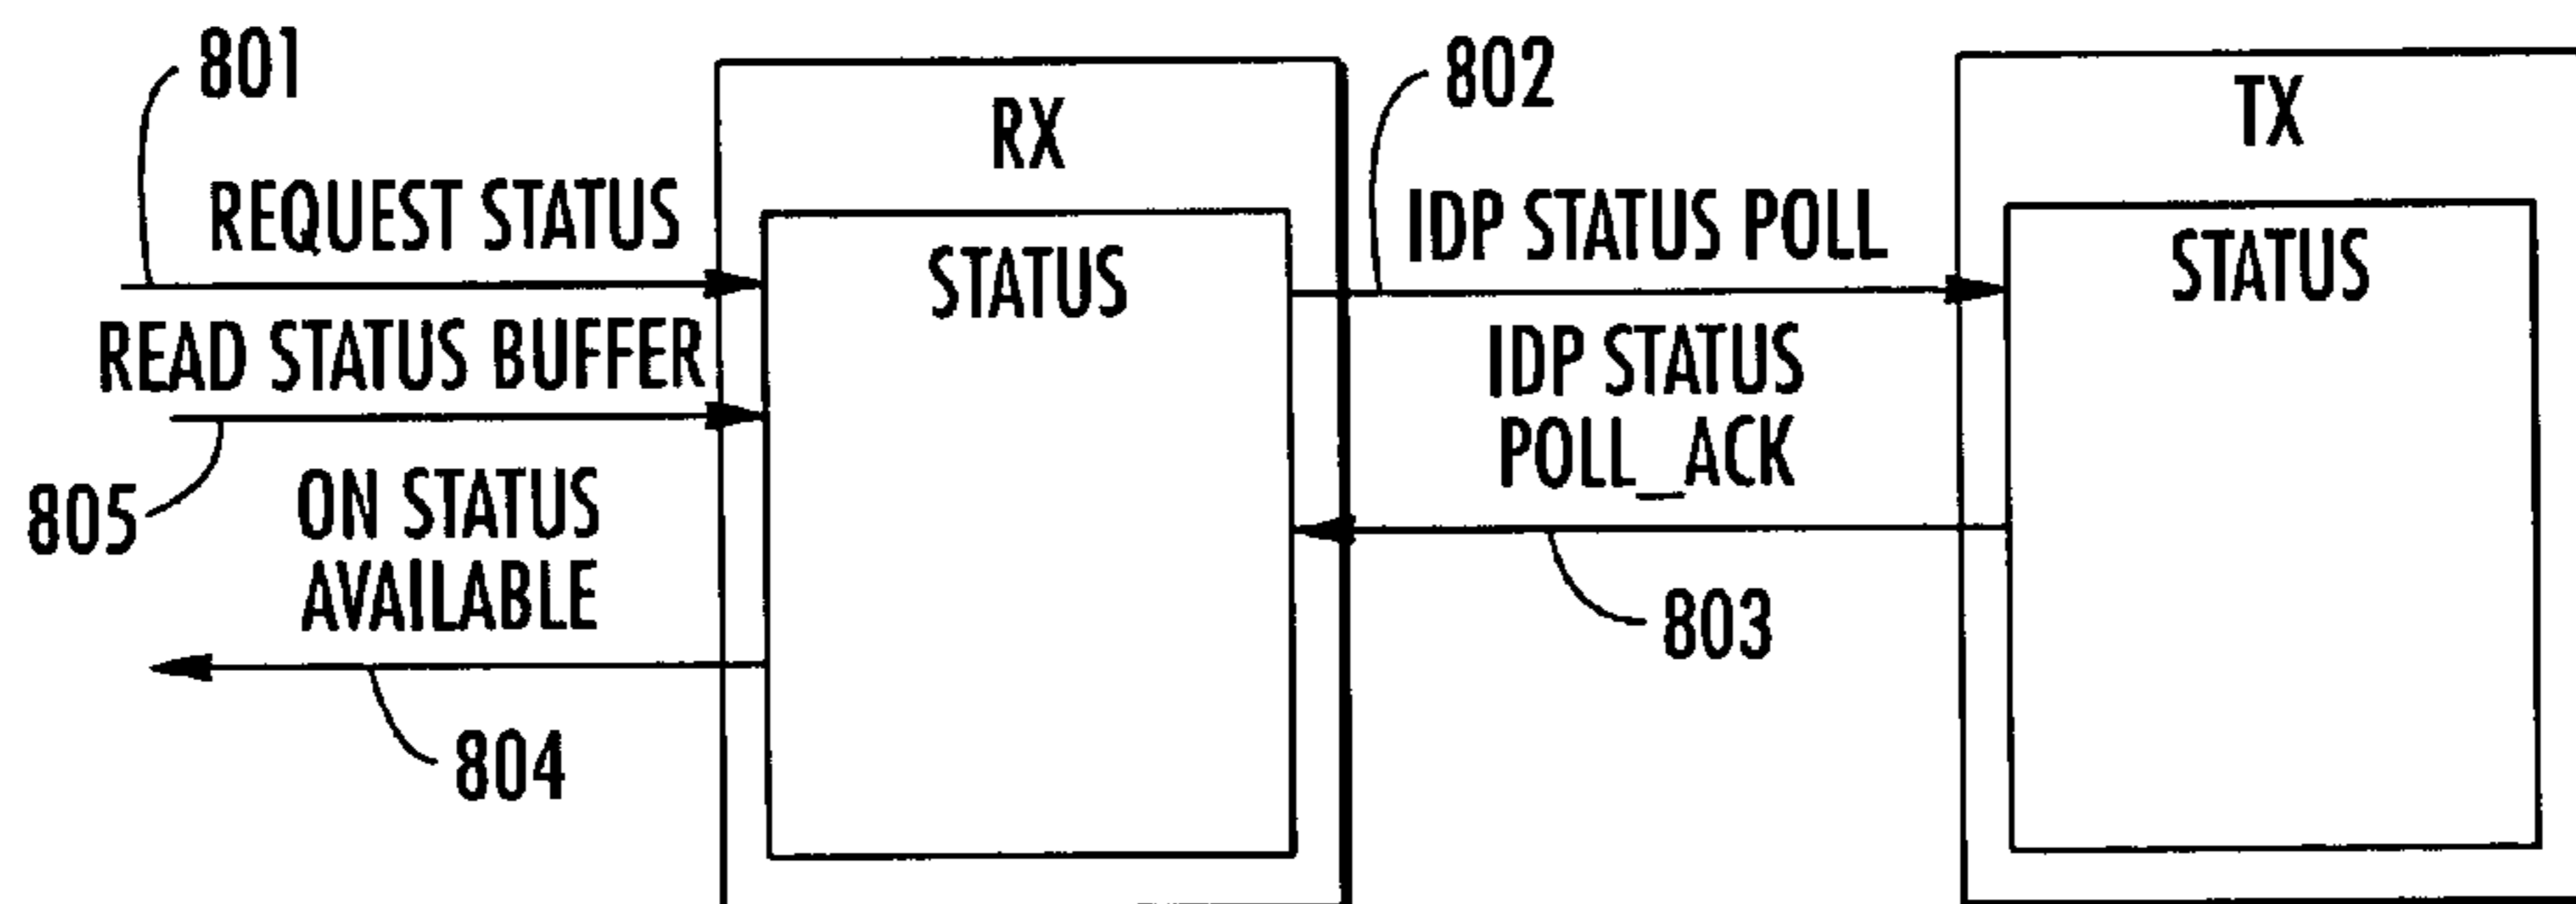 801
REQUEST STATUS
READ STATUS BUFFER
805
ON STATUS
AVAILABLE
804
RX
STATUS
802
IDP STATUS POLL
IDP STATUS
POLL_ACK
803
TX
STATUS